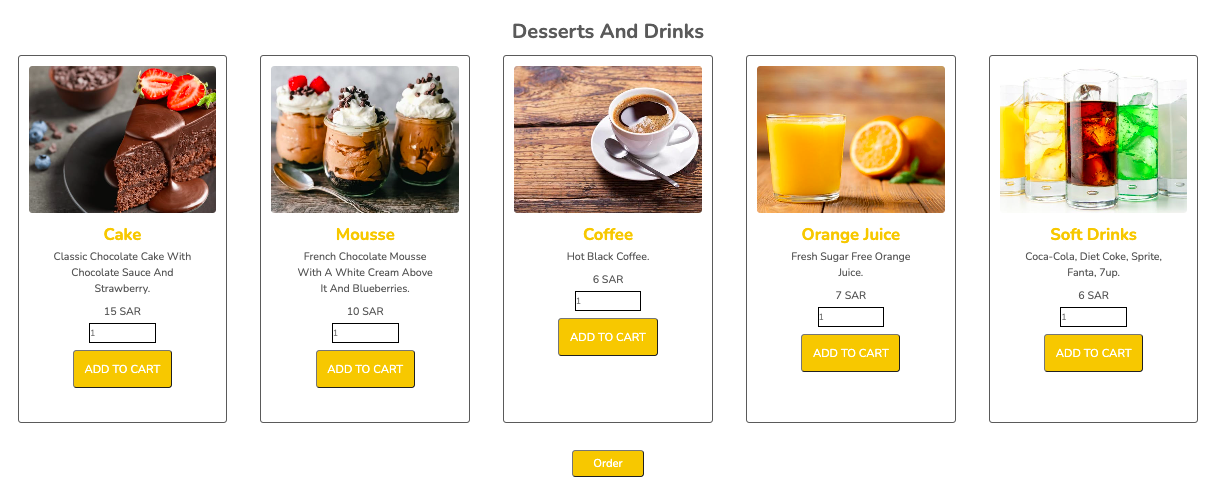 Desserts And Drinks
Cake
Classic Chocolate Cake With
Chocolate Sauce And
Strawberry.
15 SAR
1
ADD TO CART
Mousse
French Chocolate Mousse
With A White Cream Above
It And Blueberries.
10 SAR
1
ADD TO CART
Coffee
Hot Black Coffee.
6 SAR
1
ADD TO CART
Orange Juice
Fresh Sugar Free Orange
Juice.
7 SAR
1
ADD TO CART
Soft Drinks
Coca-Cola, Diet Coke, Sprite,
Fanta, 7up.
6 SAR
1
ADD TO CART
Order